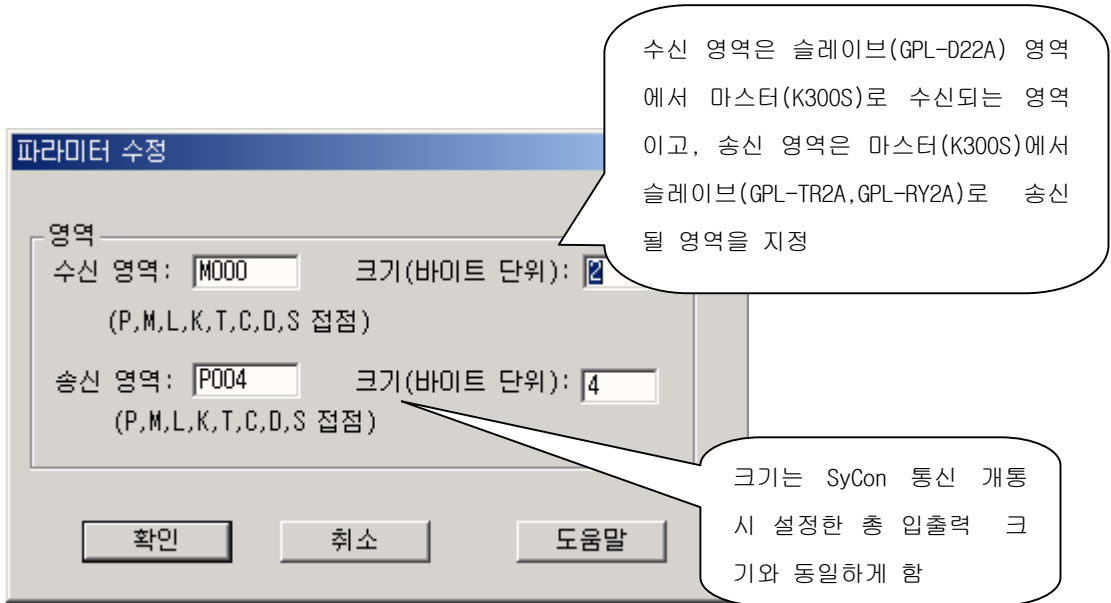 수신 영역은 슬레이브(GPL-D22A) 영역
에서 마스터(K300S)로 수신되는 영역
이고, 송신 영역은 마스터(K300S)에서
슬레이브(GPL-TR2A,GPL-RY2A)로 송신
될 영역을 지정
파라미터 수정
영역
수신 영역: M000 크기(바이트 단위): 2
(P,M,L,K,T,C,D,S 접점)
송신 영역: P004 크기(바이트 단위): 4
(P,M,L,K,T,C,D,S 접점)
크기는 SyCon 통신 개통
시 설정한 총 입출력 크
기와 동일하게 함
확인 취소 도움말